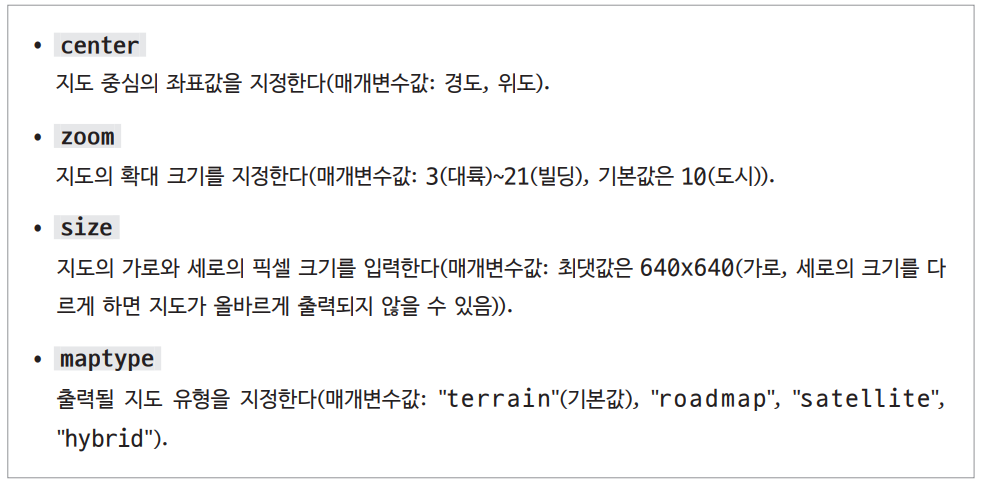 • center
지도 중심의 좌표값을 지정한다(매개변수값: 경도, 위도).
• zoom
지도의 확대 크기를 지정한다(매개변수값: 3(대륙)~21(빌딩), 기본값은 10(도시)).
• size
지도의 가로와 세로의 픽셀 크기를 입력한다(매개변수값: 최댓값은 640x640(가로, 세로의 크기를 다
르게 하면 지도가 올바르게 출력되지 않을 수 있음)).
• maptype
출력될 지도 유형을 지정한다(매개변수값: "terrain"(기본값), "roadmap", "satellite",
"hybrid").